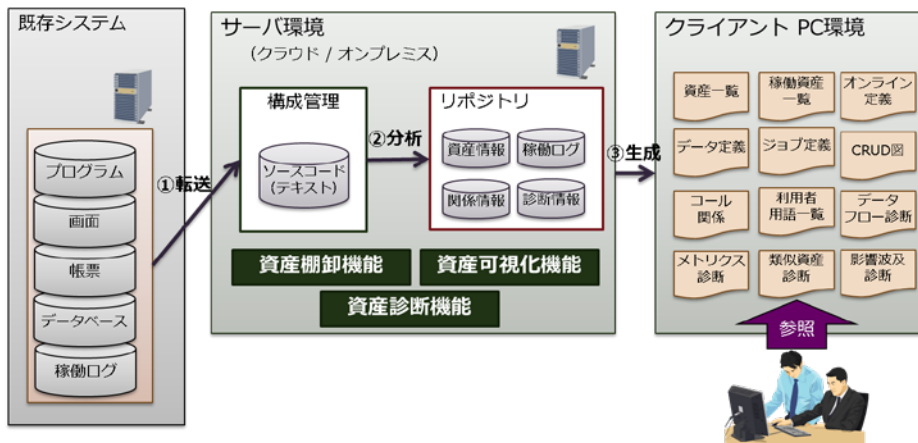 既存システム
プログラム
画面
帳票
データベース
稼働ログ
①転送
サーバ環境
（クラウド / オンプレミス）
構成管理
ソースコード
(テキスト)
②分析
リポジトリ
資産情報
稼働ログ
関係情報
診断情報
資産棚卸機能
資産可視化機能
資産診断機能
③生成
クライアント PC環境
資産一覧
稼働資産
一覧
オンライン
定義
データ定義
ジョブ定義
CRUD図
コール
関係
利用者
用語一覧
データ
フロー診断
メトリクス
診断
類似資産
診断
影響波及
診断
参照